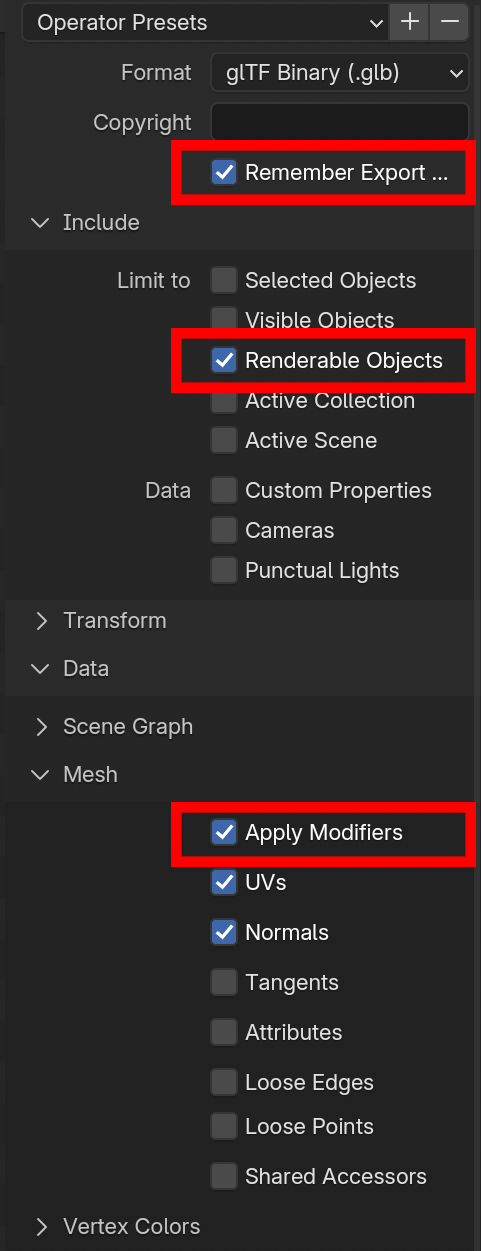 Operator Presets
Format glTF Binary (.glb)
Copyright
Remember Export ...
Include
Limit to Selected Objects
Visible Objects
Renderable Objects
Active Collection
Active Scene
Data Custom Properties
Cameras
Punctual Lights
Transform
Data
Scene Graph
Mesh
Apply Modifiers
UVs
Normals
Tangents
Attributes
Loose Edges
Loose Points
Shared Accessors
Vertex Colors